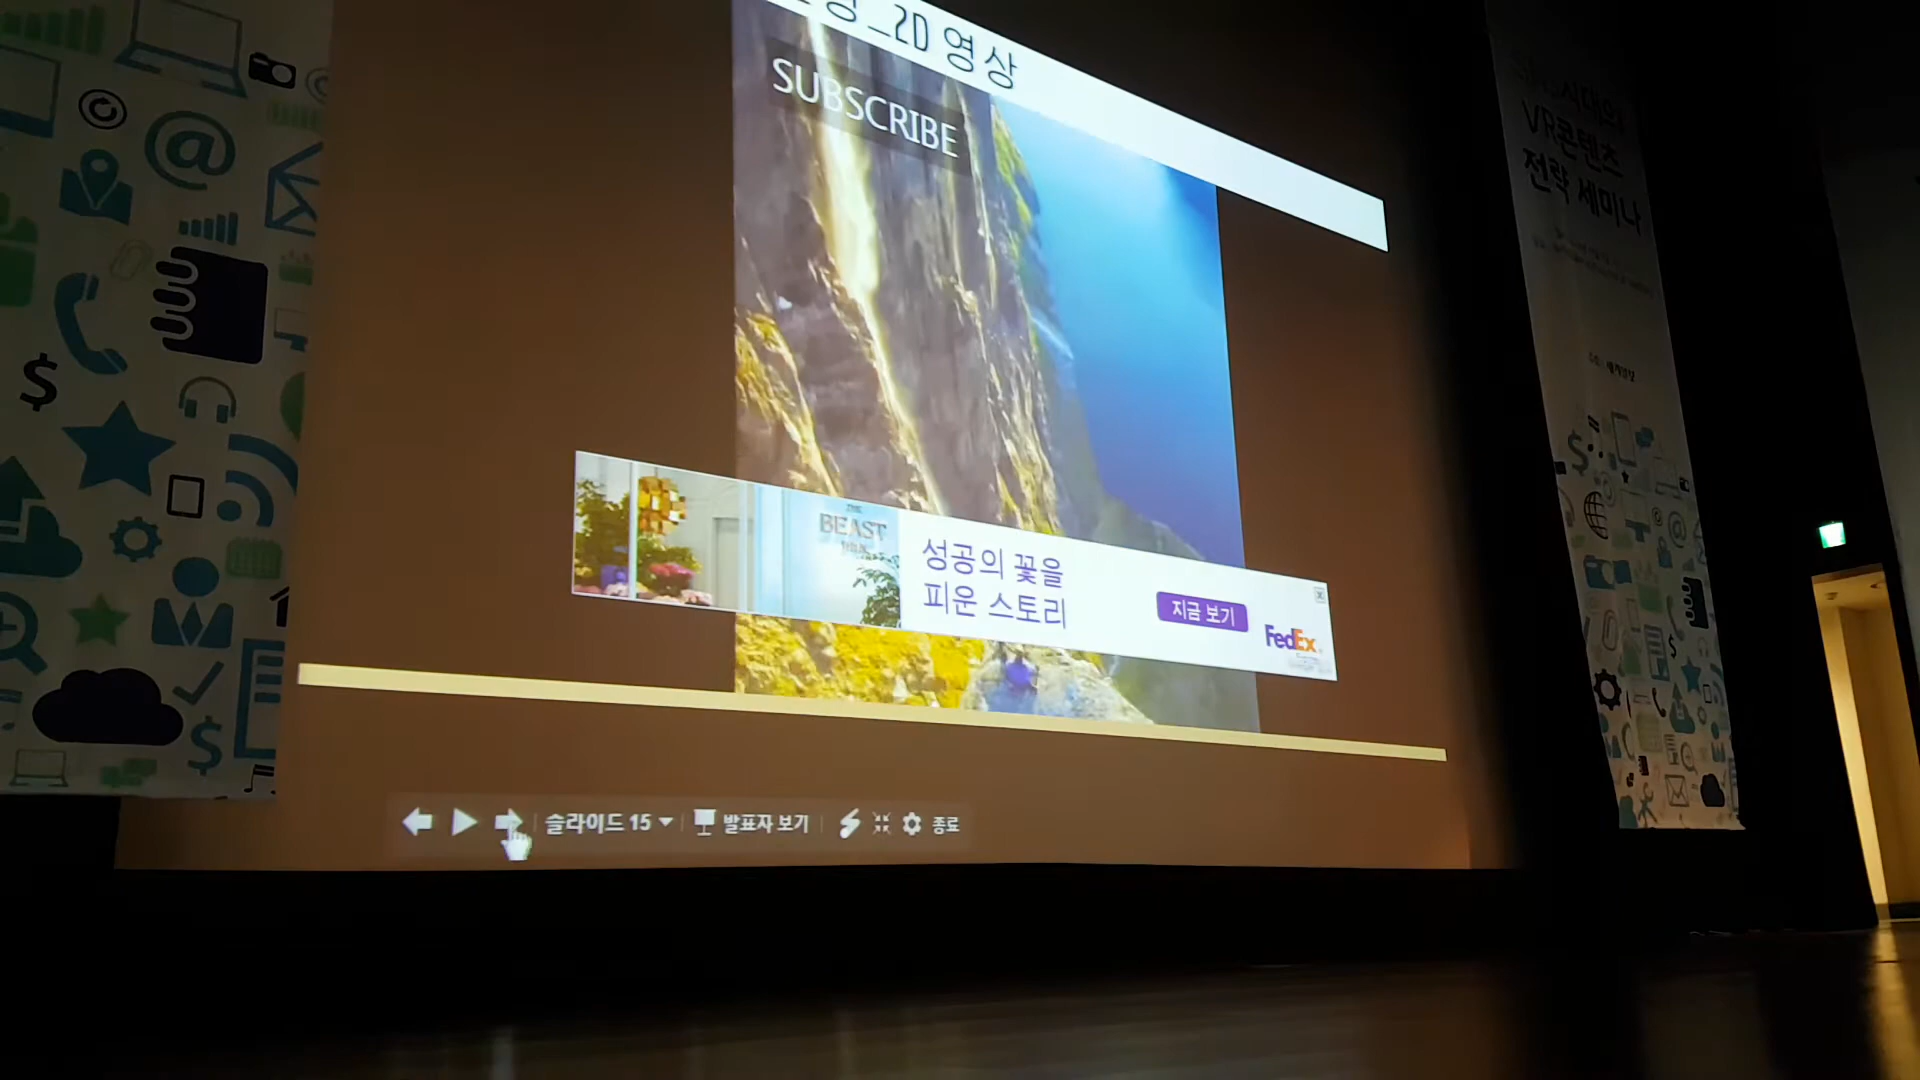 _2D 영상
SUBSCRIBE
THE
BEAST
성공의 꽃을
피운 스토리
지금 보기
FedEx
슬라이드 15
발표자 보기
종료
VR콘텐츠
전략 세미나